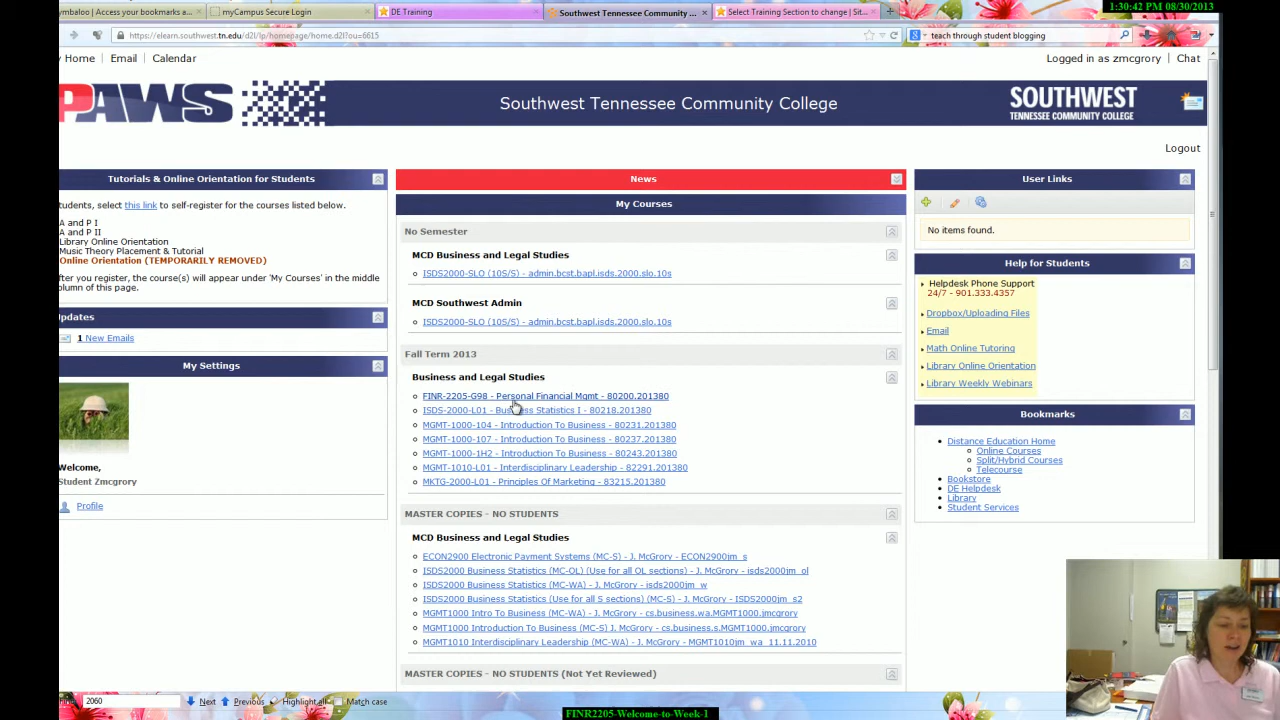 1:30:42 PM 08/30/2013
ymbaloo | Access your bookmarks a...
myCampus Secure Login
DE Training
Southwest Tennessee Community ...
Select Training Section to change | Sit...
https://elearn.southwest.tn.edu/d2l/lp/homepage/home.d2l?ou=6615
teach through student blogging
y Home Email Calendar
Logged in as zmcgrory Chat
PAWS
Southwest Tennessee Community College
SOUTHWEST
TENNESSEE COMMUNITY COLLEGE
Logout
Tutorials & Online Orientation for Students
tudents, select this link to self-register for the courses listed below.
A and P I
A and P II
Library Online Orientation
Music Theory Placement & Tutorial
Online Orientation (TEMPORARILY REMOVED)
fter you register, the course(s) will appear under 'My Courses' in the middle
olumn of this page.
Updates
1 New Emails
My Settings
Welcome,
Student Zmcgrory
Profile
News
My Courses
No Semester
MCD Business and Legal Studies
ISDS2000-SLO (10S/S) - admin.bcst.bapl.isds.2000.slo.10s
MCD Southwest Admin
ISDS2000-SLO (10S/S) - admin.bcst.bapl.isds.2000.slo.10s
Fall Term 2013
Business and Legal Studies
FINR-2205-G98 - Personal Financial Mgmt - 80200.201380
ISDS-2000-L01 - Business Statistics I - 80218.201380
MGMT-1000-104 - Introduction To Business - 80231.201380
MGMT-1000-107 - Introduction To Business - 80237.201380
MGMT-1000-1H2 - Introduction To Business - 80243.201380
MGMT-1010-L01 - Interdisciplinary Leadership - 82291.201380
MKTG-2000-L01 - Principles Of Marketing - 83215.201380
MASTER COPIES - NO STUDENTS
MCD Business and Legal Studies
ECON2900 Electronic Payment Systems (MC-S) - J. McGrory - ECON2900jm_s
ISDS2000 Business Statistics (MC-OL) (Use for all OL sections) - J. McGrory - isds2000jm_ol
ISDS2000 Business Statistics (MC-WA) - J. McGrory - isds2000jm_w
ISDS2000 Business Statistics (Use for all S sections) (MC-S) - J. McGrory - ISDS2000jm_s2
MGMT1000 Intro To Business (MC-WA) - J. McGrory - cs.business.wa.MGMT1000.jmcgrory
MGMT1000 Introduction To Business (MC-S) - J. McGrory - cs.business.s.MGMT1000.jmcgrory
MGMT1010 Interdisciplinary Leadership (MC-WA) - J. McGrory - MGMT1010jm_wa_11.11.2010
MASTER COPIES - NO STUDENTS (Not Yet Reviewed)
User Links
No items found.
Help for Students
Helpdesk Phone Support
24/7 - 901.333.4357
Dropbox/Uploading Files
Email
Math Online Tutoring
Library Online Orientation
Library Weekly Webinars
Bookmarks
Distance Education Home
Online Courses
Split/Hybrid Courses
Telecourse
Bookstore
DE Helpdesk
Library
Student Services
2060 Next Previous Highlight all Match case
FINR2205-Welcome-to-Week-1